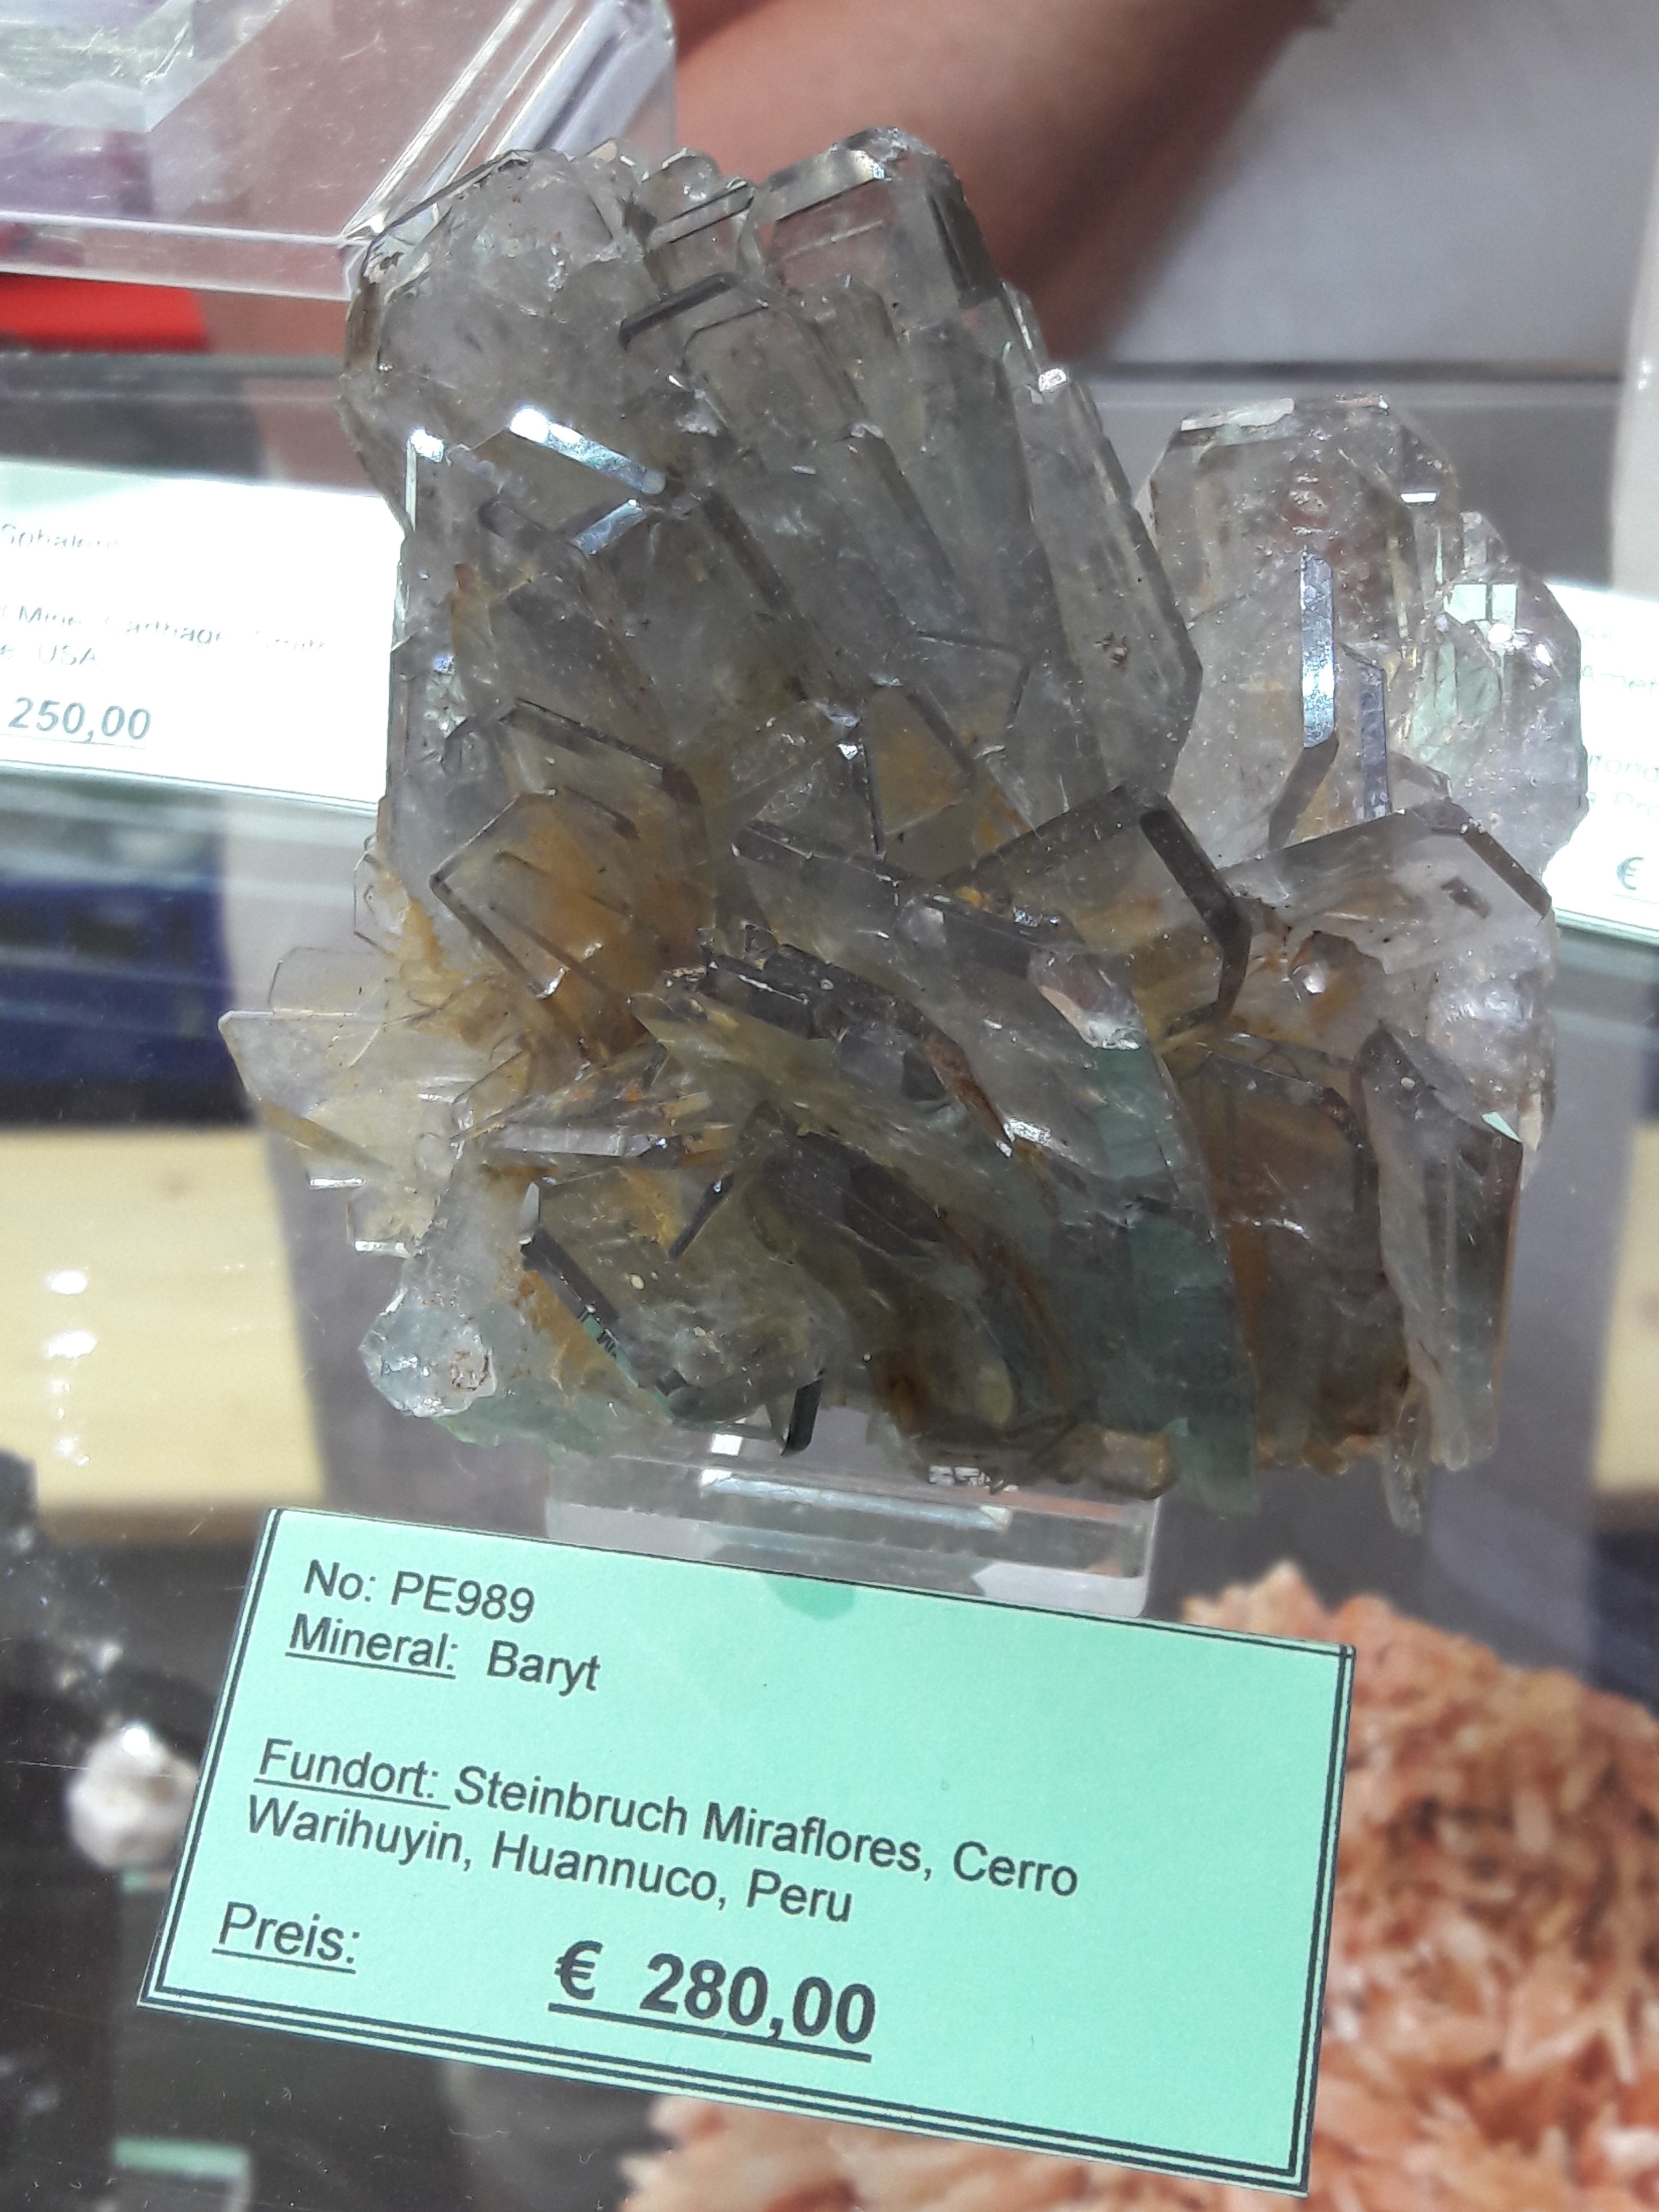 USA
250,00
€
No: PE989
Mineral: Baryt
Fundort: Steinbruch Miraflores, Cerro
Warihuyin, Huannuco, Peru
Preis:
€ 280,00